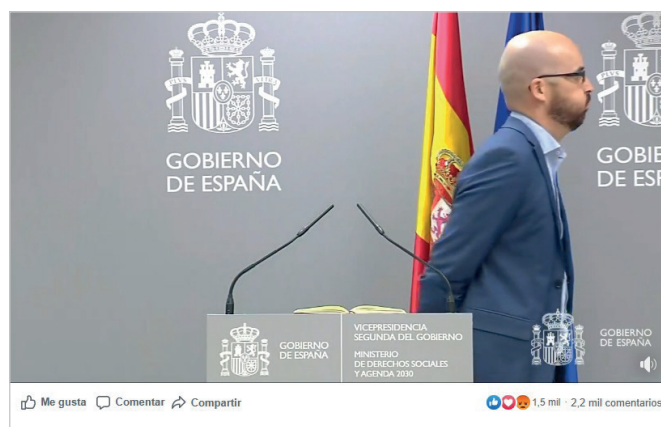 GOBIERNO
DE ESPAÑA
GOBIE
DE ESP
GOBIERNO
DE ESPAÑA
VICEPRESIDENCIA
SEGUNDA DEL GOBIERNO
MINISTERIO
DE DERECHOS SOCIALES
Y AGENDA 2030
GOBIERNO
DE ESPAÑA
Me gusta Comentar Compartir
1,5 mil · 2,2 mil comentarios